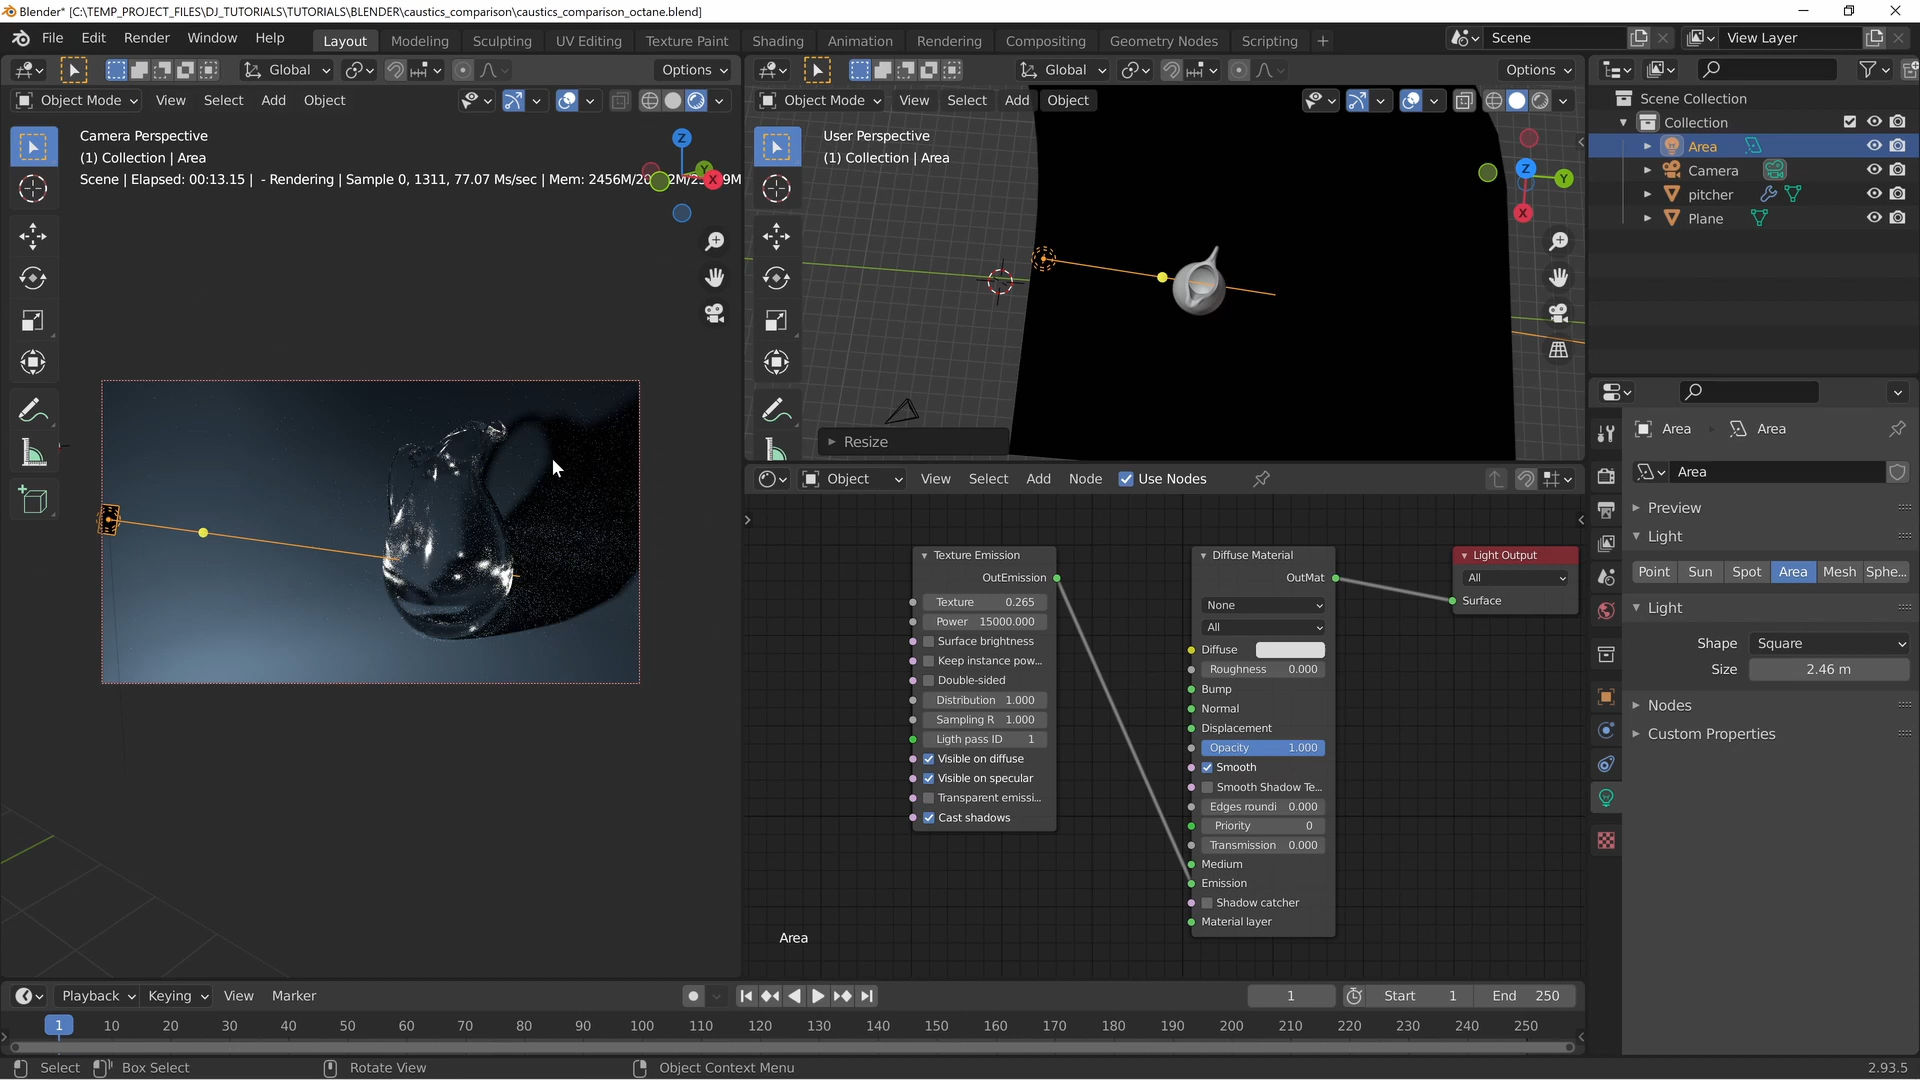 Blender* [C:\TEMP_PROJECT_FILES\DJ_TUTORIALS\TUTORIALS\BLENDER\caustics_comparison\caustics_comparison_octane.blend]
File Edit Render Window Help Layout Modeling Sculpting UV Editing Texture Paint Shading Animation Rendering Compositing Geometry Nodes Scripting + Scene View Layer
Global Options Global Options
Object Mode View Select Add Object Object Mode View Select Add Object Scene Collection
Collection
Camera Perspective User Perspective
(1) Collection | Area (1) Collection | Area Area
Scene | Elapsed: 00:13.15 | - Rendering | Sample 0, 1311, 77.07 Ms/sec | Mem: 2456M/20
Z Y X Z Y X
Camera
pitcher
Plane
Resize
Area Area
Area
Object View Select Add Node Use Nodes
Preview
Light
Point Sun Spot Area Mesh Sphe...
Light
Shape Square
Size 2.46 m
Nodes
Custom Properties
Texture Emission
OutEmission
Texture 0.265
Power 15000.000
Surface brightness
Keep instance pow...
Double-sided
Distribution 1.000
Sampling R 1.000
Ligth pass ID 1
Visible on diffuse
Visible on specular
Transparent emissi...
Cast shadows
Diffuse Material
OutMat
None
All
Diffuse
Roughness 0.000
Bump
Normal
Displacement
Opacity 1.000
Smooth
Smooth Shadow Te...
Edges roundi 0.000
Priority 0
Transmission 0.000
Medium
Emission
Shadow catcher
Material layer
Light Output
All
Surface
Area
Playback Keying View Marker 1 Start 1 End 250
1 10 20 30 40 50 60 70 80 90 100 110 120 130 140 150 160 170 180 190 200 210 220 230 240 250
Select Box Select Rotate View Object Context Menu 2.93.5